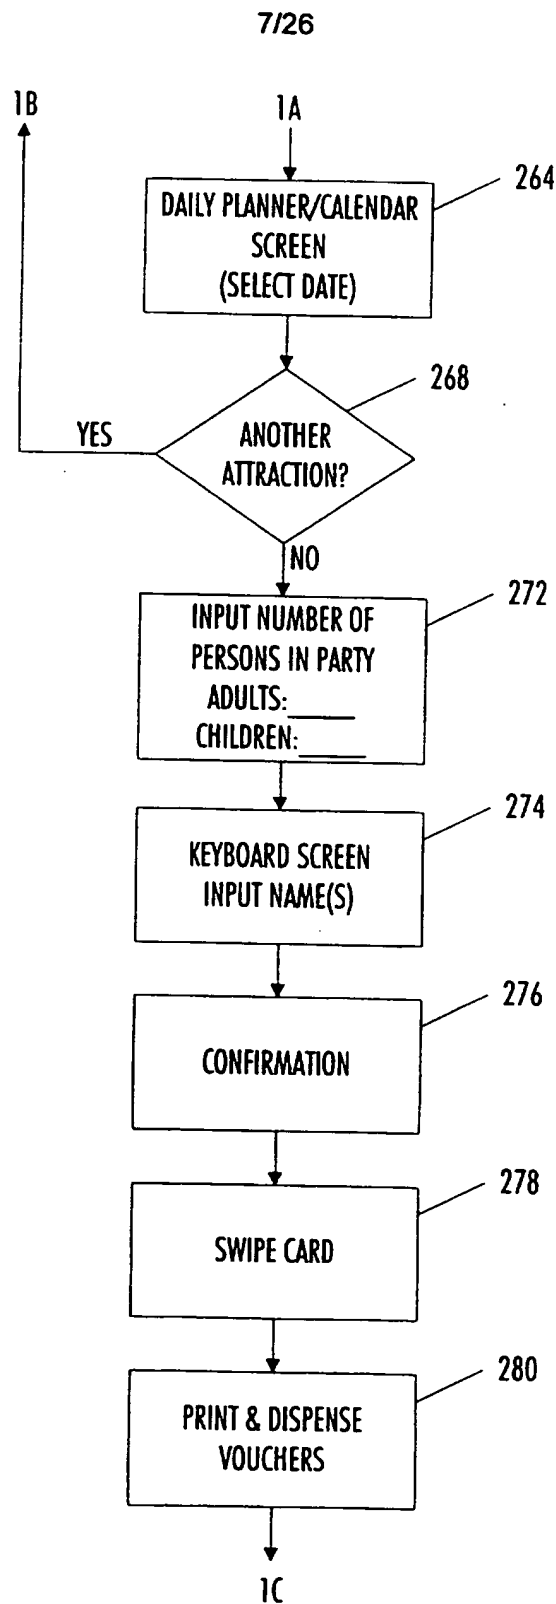 7/26
1B
1A
264
DAILY PLANNER/CALENDAR
SCREEN
(SELECT DATE)
268
YES
ANOTHER
ATTRACTION?
NO
272
INPUT NUMBER OF
PERSONS IN PARTY
ADULTS:_____
CHILDREN:_____
274
KEYBOARD SCREEN
INPUT NAME(S)
276
CONFIRMATION
278
SWIPE CARD
280
PRINT & DISPENSE
VOUCHERS
1C